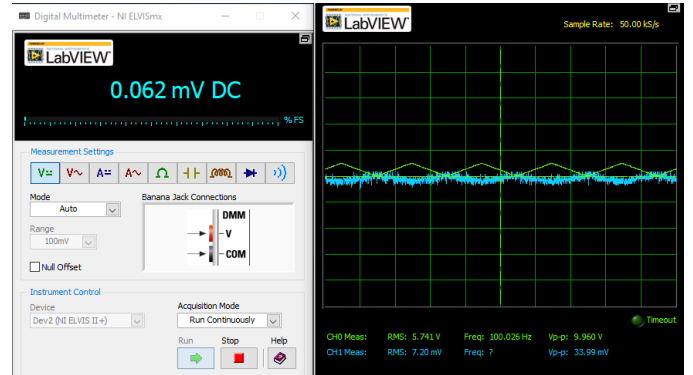 Digital Multimeter - NI ELVISmx
LabVIEW
0.062 mV DC
% FS
Measurement Settings
V= V~ A= A~ Ω
Mode
Auto
Banana Jack Connections
DMM
V
COM
Range
100mV
Null Offset
Instrument Control
Device
Dev2 (NI ELVIS II+)
Acquisition Mode
Run Continuously
Run Stop Help
LabVIEW
Sample Rate: 50.00 kS/s
Timeout
CH0 Meas: RMS: 5.741 V Freq: 100.026 Hz Vp-p: 9.960 V
CH1 Meas: RMS: 7.20 mV Freq: ? Vp-p: 33.99 mV